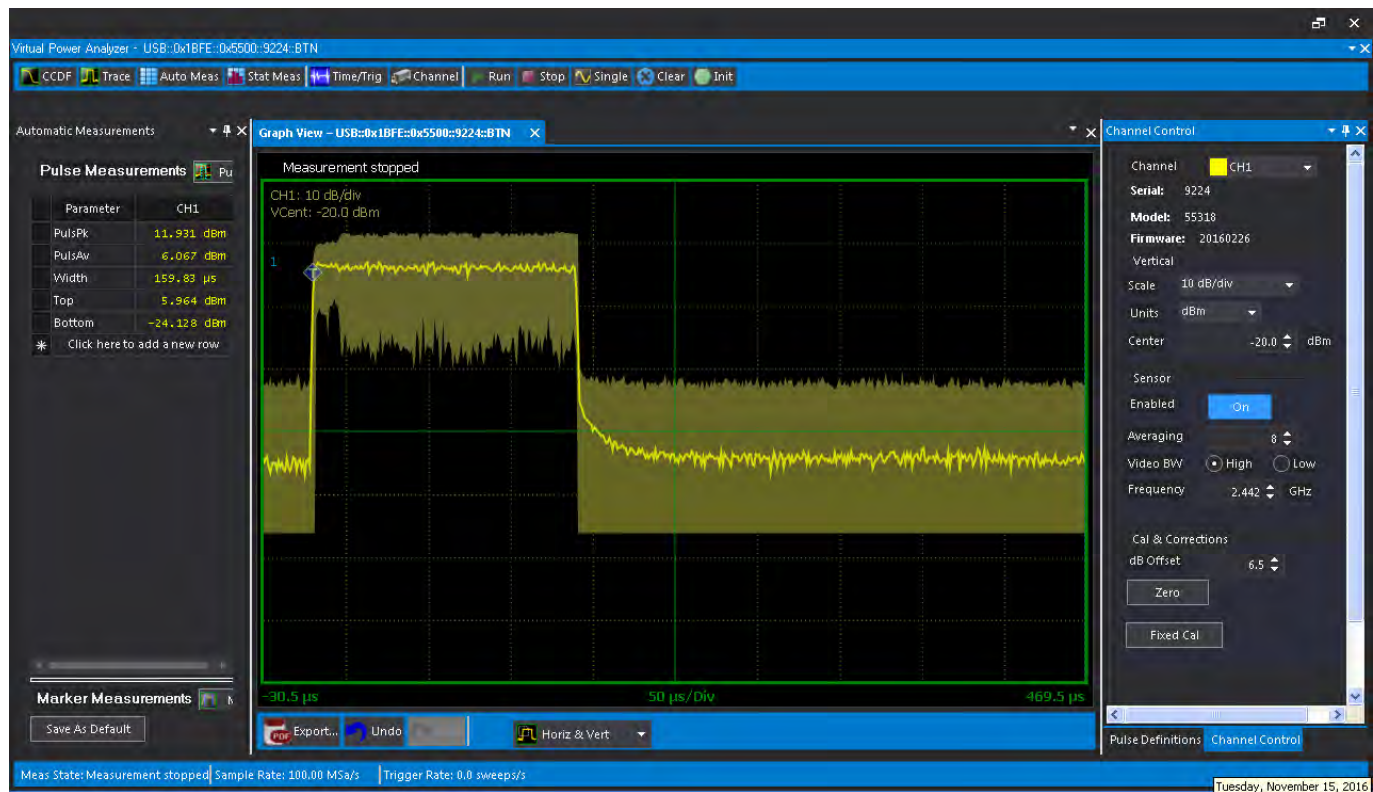 Virtual Power Analyzer - USB::0x1BFE::0x5500::9224::BTN
CCDF Trace Auto Meas Stat Meas Time/Trig Channel Run Stop Single Clear Init
Automatic Measurements
Pulse Measurements Pu
Parameter CH1
PulsPk 11.931 dBm
PulsAv 6.067 dBm
Width 159.83 µs
Top 5.964 dBm
Bottom -24.128 dBm
Click here to add a new row
Marker Measurements
Save As Default
Graph View - USB::0x1BFE::0x5500::9224::BTN
Measurement stopped
CH1: 10 dB/div
VCent: -20.0 dBm
1
T
-30.5 µs 50 µs/Div 469.5 µs
PDF Export... Undo Horiz & Vert
Channel Control
Channel CH1
Serial: 9224
Model: 55318
Firmware: 20160226
Vertical
Scale 10 dB/div
Units dBm
Center -20.0 dBm
Sensor
Enabled On
Averaging 8
Video BW High Low
Frequency 2.442 GHz
Cal & Corrections
dB Offset 6.5
Zero
Fixed Cal
Pulse Definitions Channel Control
Meas State: Measurement stopped Sample Rate: 100.00 MSa/s Trigger Rate: 0.0 sweeps/s
Tuesday, November 15, 2016